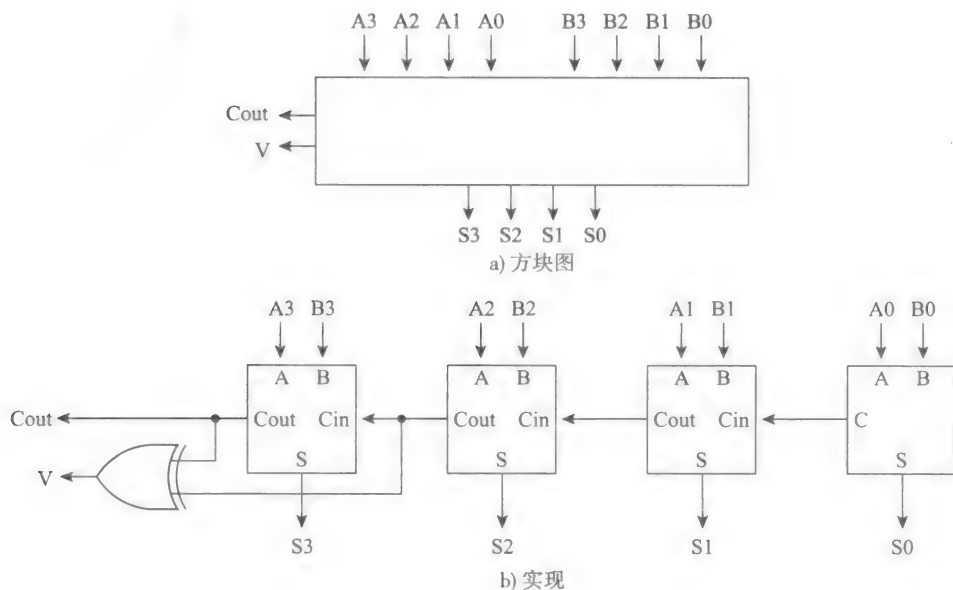 A3 A2 A1 A0 B3 B2 B1 B0
Cout
V
S3 S2 S1 S0
a) 方块图
A3 B3 A2 B2 A1 B1 A0 B0
A B A B A B A B
Cout Cout Cin Cout Cin Cout Cin C
S S S S
V
S3 S2 S1 S0
b) 实现